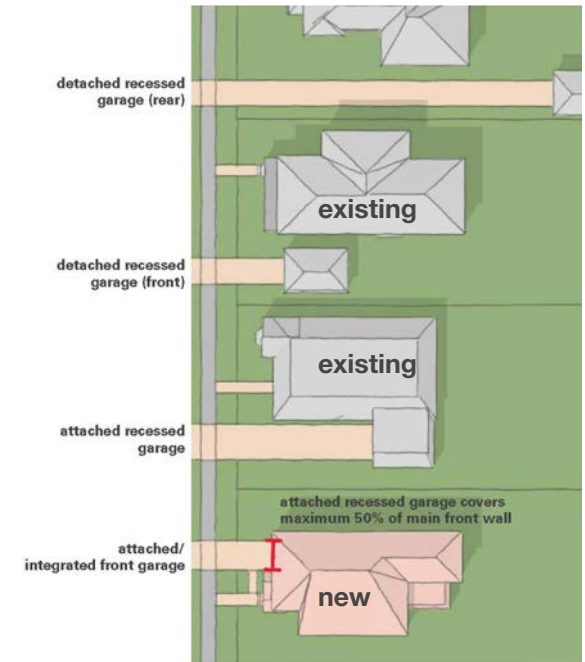 detached recessed
garage (rear)
existing
detached recessed
garage (front)
existing
attached recessed
garage
attached recessed garage covers
maximum 50% of main front wall
attached/
integrated front garage
new